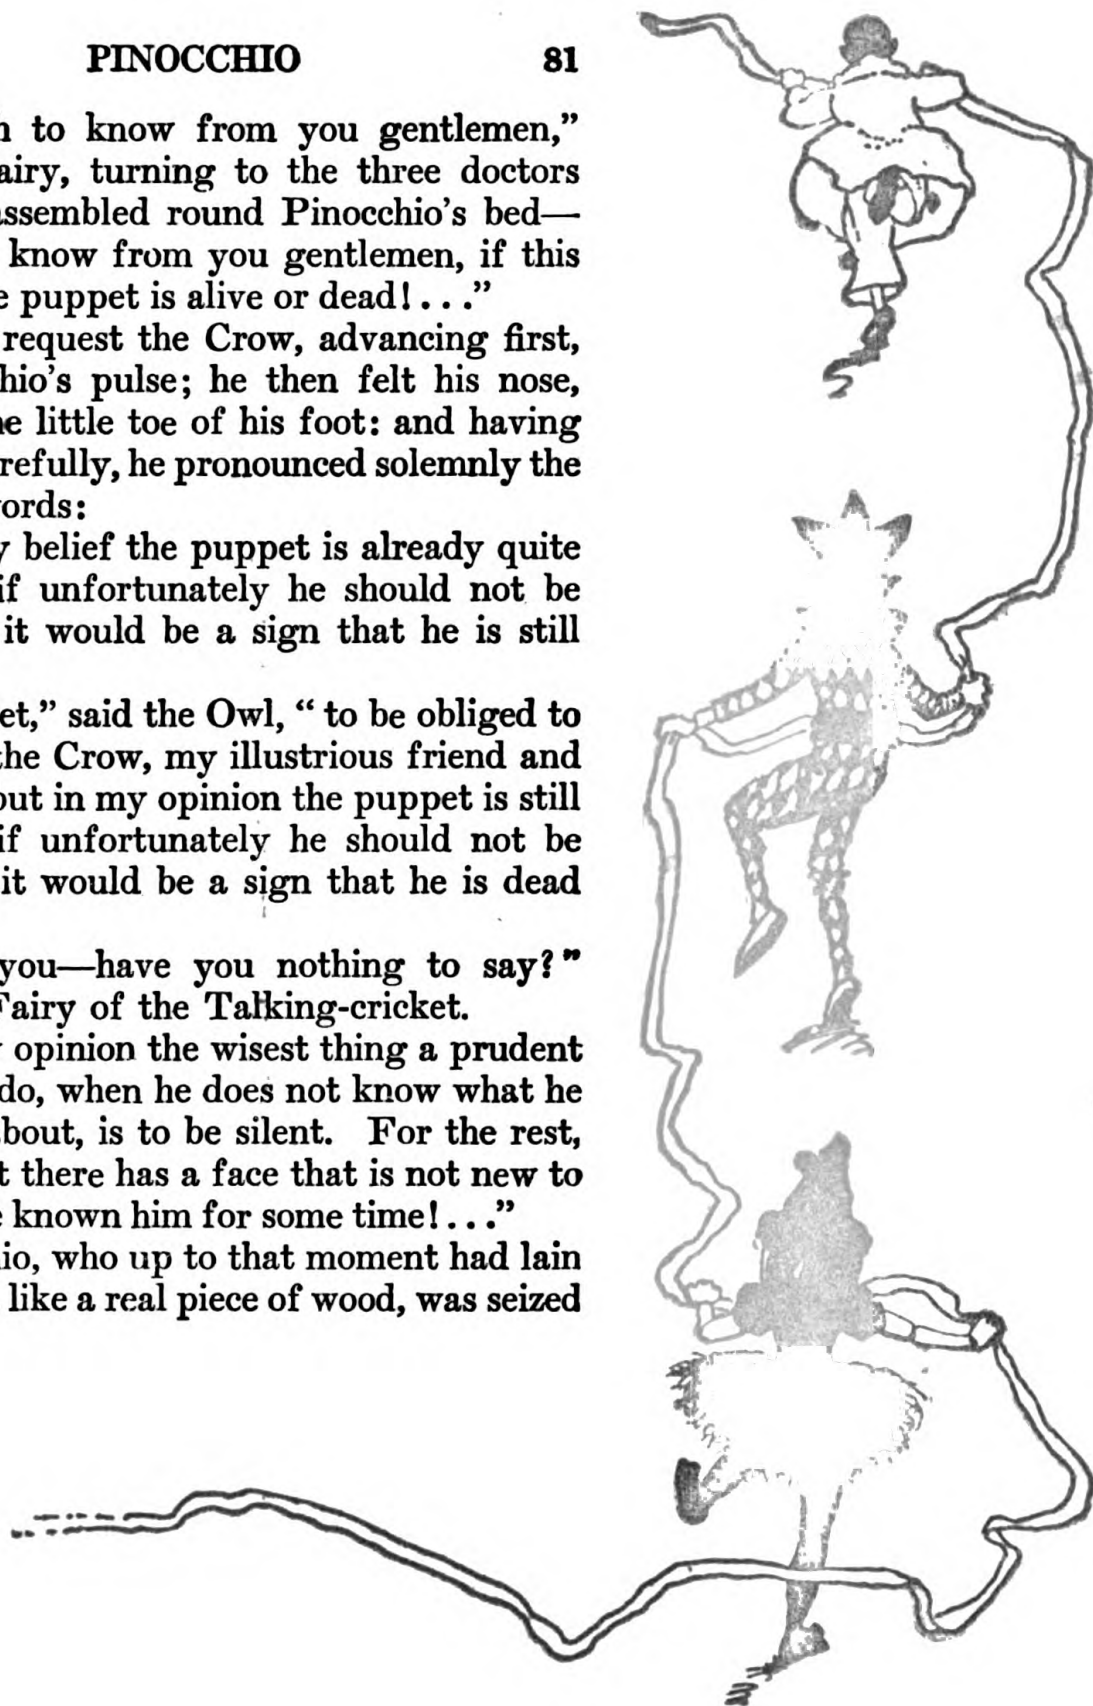 PINOCCHIO 81
to know from you gentlemen,”
airy, turning to the three doctors
assembled round Pinocchio's bed—
know from you gentlemen, if this
e puppet is alive or dead!...”
request the Crow, advancing first,
hio's pulse; he then felt his nose,
e little toe of his foot: and having
refully, he pronounced solemnly the
ords:
y belief the puppet is already quite
if unfortunately he should not be
it would be a sign that he is still
et,” said the Owl, “ to be obliged to
the Crow, my illustrious friend and
out in my opinion the puppet is still
if unfortunately he should not be
it would be a sign that he is dead
you—have you nothing to say?”
Fairy of the Talking-cricket.
opinion the wisest thing a prudent
do, when he does not know what he
bout, is to be silent. For the rest,
t there has a face that is not new to
e known him for some time!...”
io, who up to that moment had lain
like a real piece of wood, was seized